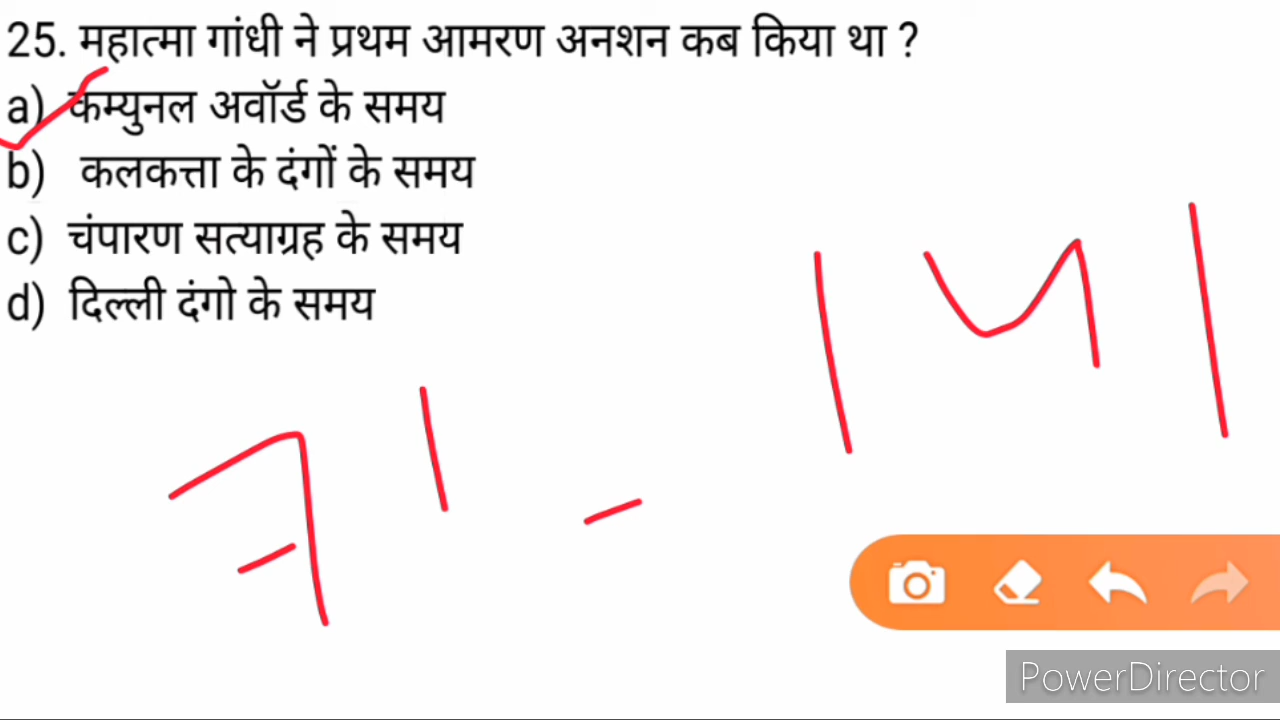 25. महात्मा गांधी ने प्रथम आमरण अनशन कब किया था ?
a) कम्युनल अवॉर्ड के समय
b) कलकत्ता के दंगों के समय
c) चंपारण सत्याग्रह के समय
d) दिल्ली दंगो के समय
PowerDirector